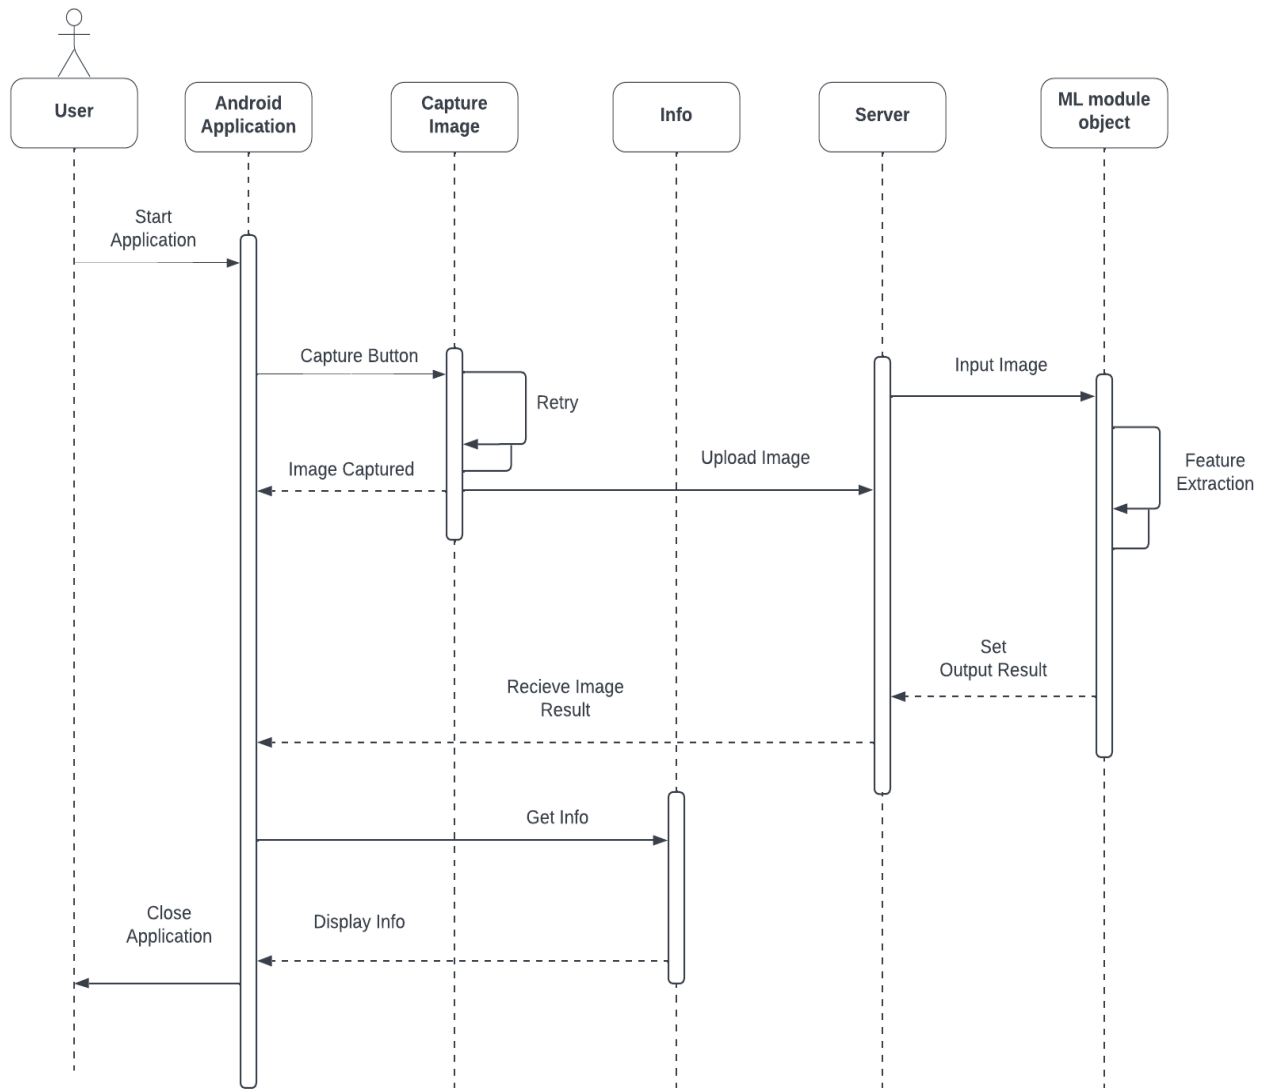 User
Android
Application
Capture
Image
Info
Server
ML module
object
Start
Application
Capture Button
Input Image
Retry
Upload Image
Image Captured
Feature
Extraction
Set
Output Result
Recieve Image
Result
Get Info
Close
Application
Display Info